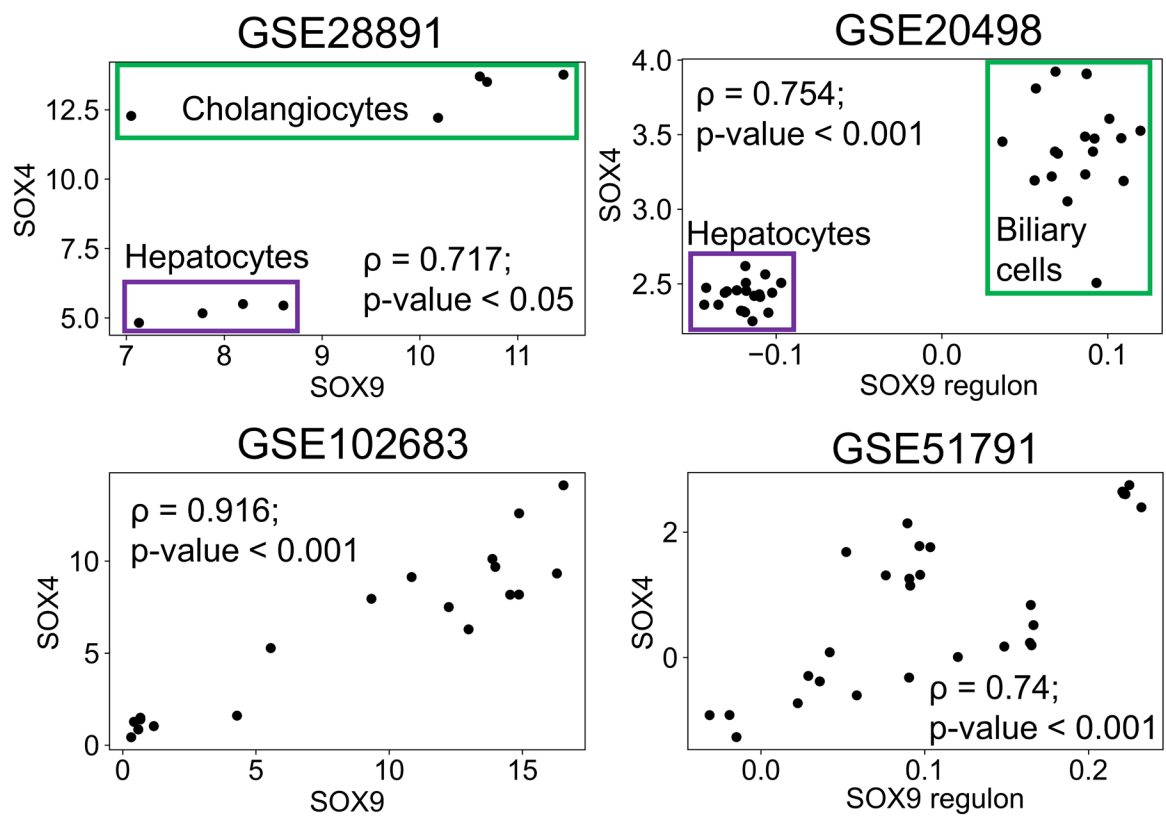 GSE28891
SOX4
12.5
10.0
7.5
5.0
Cholangiocytes
Hepatocytes
ρ = 0.717;
p-value < 0.05
7 8 9 10 11
SOX9
GSE20498
SOX4
4.0
3.5
3.0
2.5
ρ = 0.754;
p-value < 0.001
Hepatocytes
Biliary
cells
−0.1 0.0 0.1
SOX9 regulon
GSE102683
SOX4
10
5
0
ρ = 0.916;
p-value < 0.001
0 5 10 15
SOX9
GSE51791
SOX4
2
0
ρ = 0.74;
p-value < 0.001
0.0 0.1 0.2
SOX9 regulon